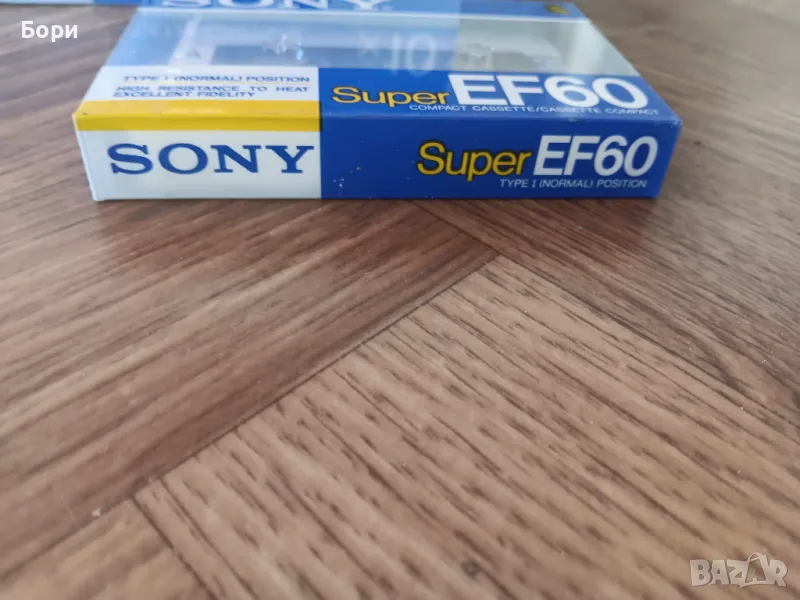 Бори
SONY
TYPE I (NORMAL) POSITION
HIGH RESISTANCE TO HEAT
EXCELLENT FIDELITY
Super EF60
COMPACT CASSETTE/CASSETTE COMPACT
SONY
Super EF60
TYPE I (NORMAL) POSITION
BAZAR